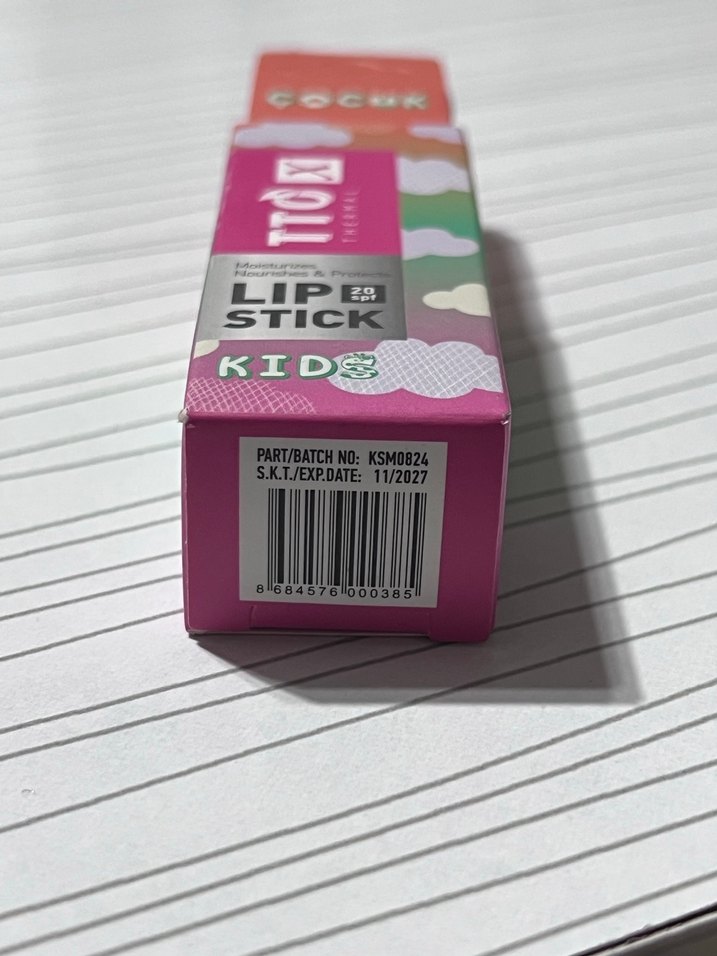 ÇOCUK
TTO X
THERMAL
Moisturizes
Nourishes & Protects
LIP 20 spf
STICK
KIDS
PART/BATCH NO: KSM0824
S.K.T./EXP.DATE: 11/2027
8 684576 000385